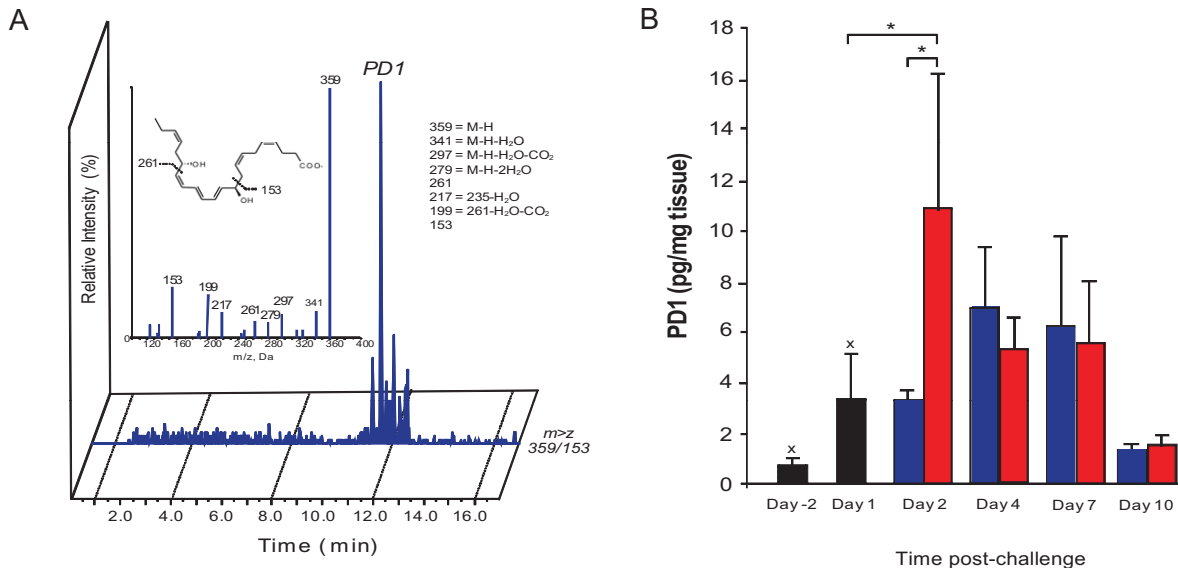 A
Relative Intensity (%)
359
153
199
217
261
279
297
341
0
120 160 200 240 280 320 360 400
m/z, Da
261
OH
COO-
153
OH
PD1
359 = M-H
341 = M-H-H₂O
297 = M-H-H₂O-CO₂
279 = M-H-2H₂O
261
217 = 235-H₂O
199 = 261-H₂O-CO₂
153
m>z
359/153
2.0 4.0 6.0 8.0 10.0 12.0 14.0 16.0
Time (min)
B
PD1 (pg/mg tissue)
18
16
14
12
10
8
6
4
2
0
*
*
x
x
Day -2 Day 1 Day 2 Day 4 Day 7 Day 10
Time post-challenge